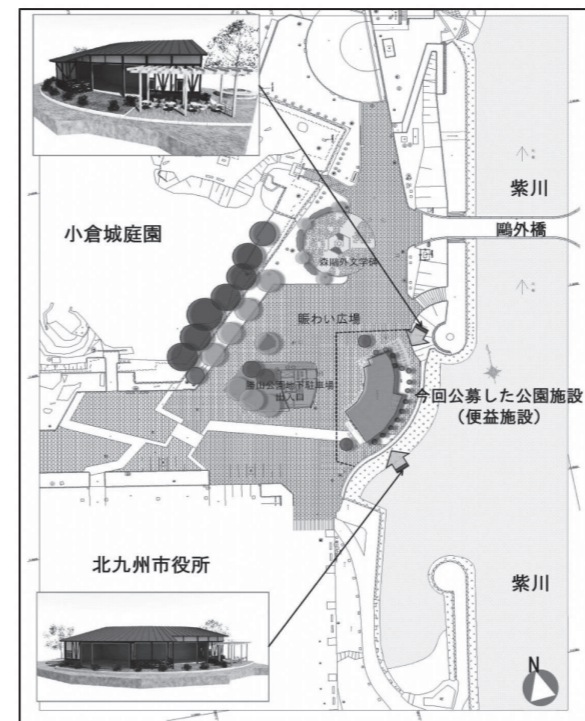 紫川
鷗外橋
小倉城庭園
森鷗外文学碑
賑わい広場
勝山公園地下駐車場
出入口
今回公募した公園施設
（便益施設）
北九州市役所
紫川
N